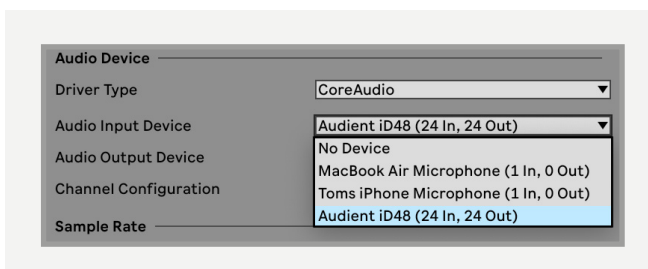 Audio Device
Driver Type CoreAudio
Audio Input Device Audient iD48 (24 In, 24 Out)
No Device
Audio Output Device
MacBook Air Microphone (1 In, 0 Out)
Channel Configuration Toms iPhone Microphone (1 In, 0 Out)
Audient iD48 (24 In, 24 Out)
Sample Rate